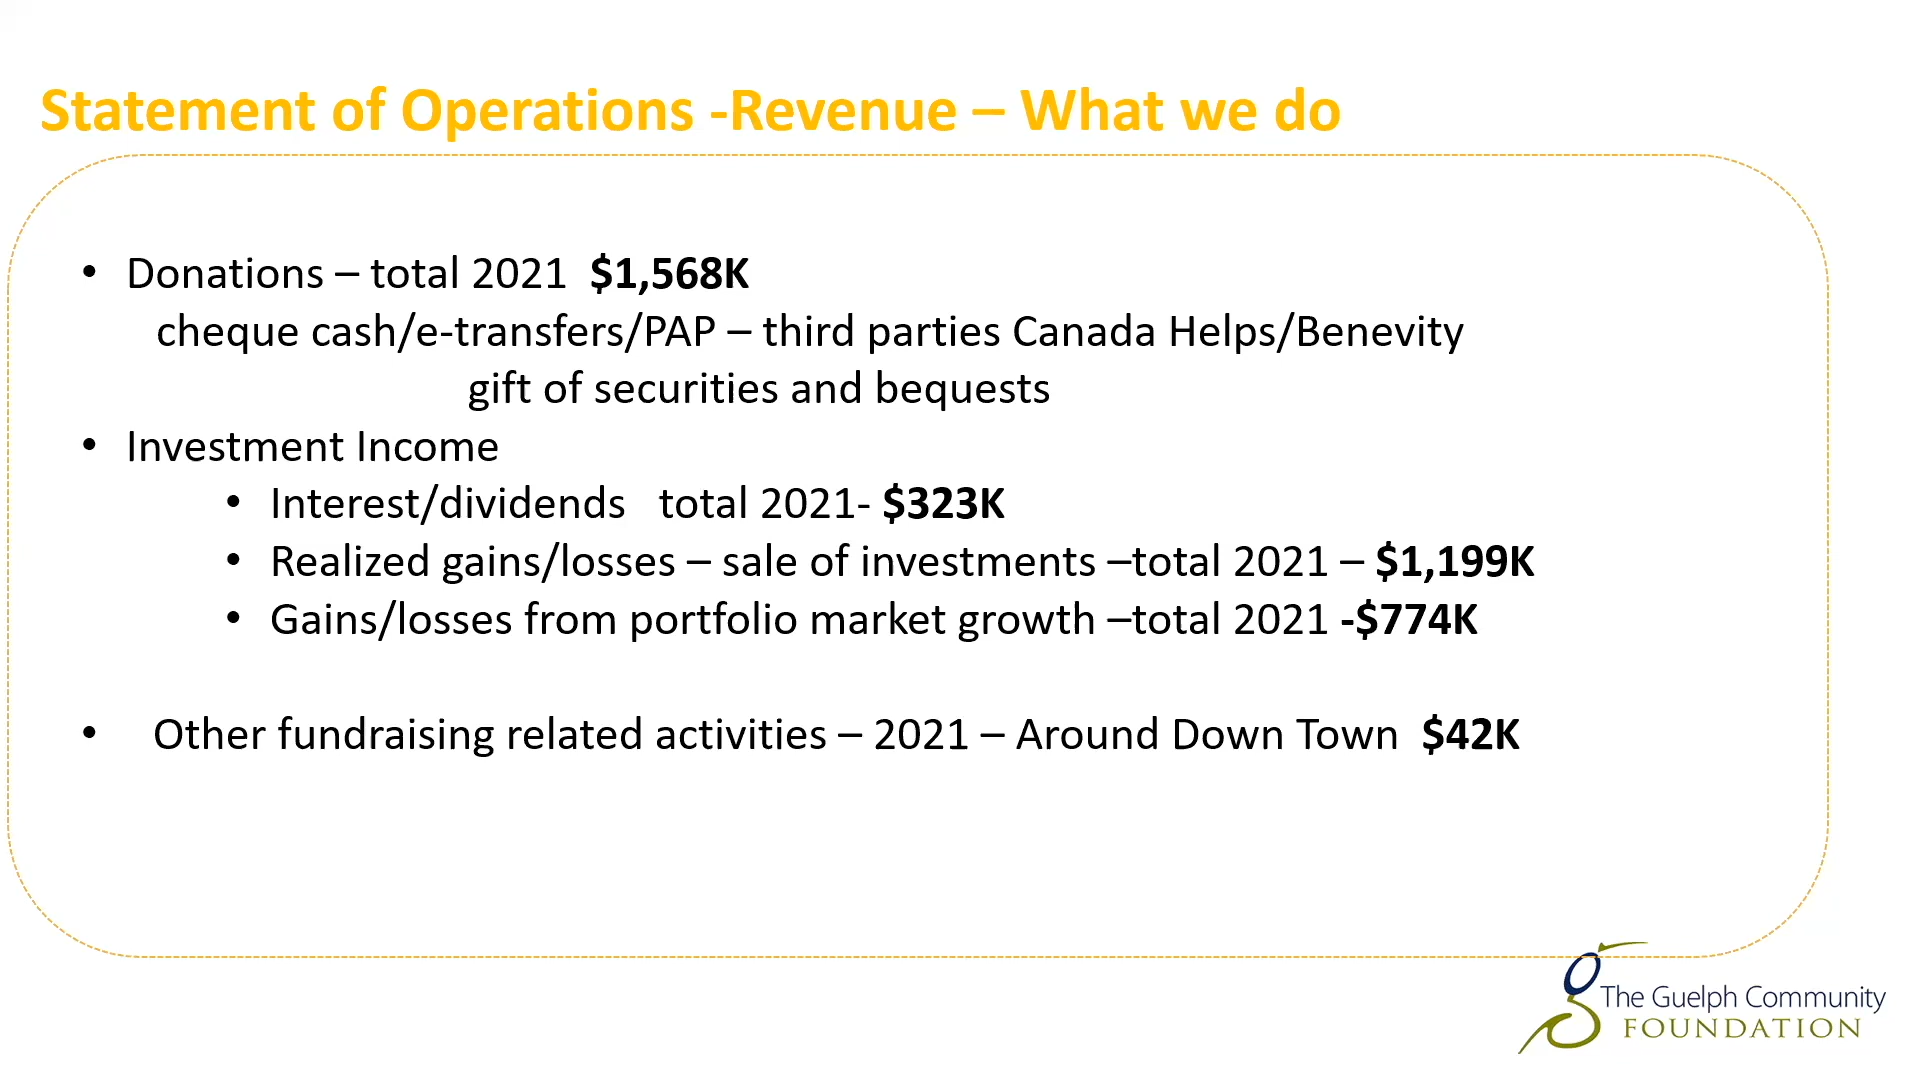 Statement of Operations -Revenue – What we do
• Donations – total 2021 $1,568K
cheque cash/e-transfers/PAP – third parties Canada Helps/Benevity
gift of securities and bequests
• Investment Income
• Interest/dividends total 2021- $323K
• Realized gains/losses – sale of investments –total 2021 – $1,199K
• Gains/losses from portfolio market growth –total 2021 -$774K
• Other fundraising related activities – 2021 – Around Down Town $42K
The Guelph Community
FOUNDATION